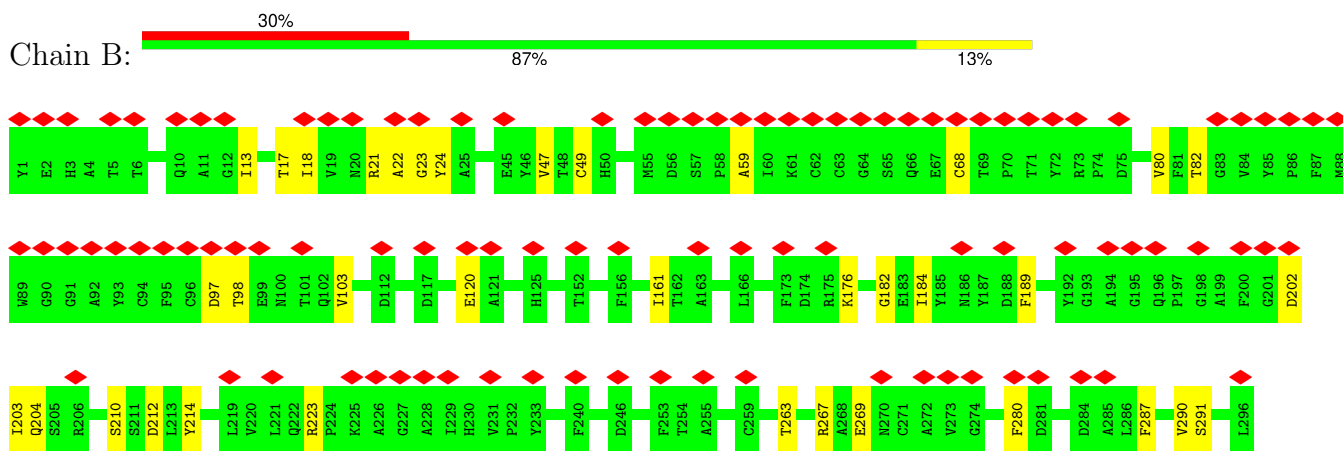 30%
Chain B:
87% 13%
Y1 E2 H3 A4 T5 T6 Q10 A11 G12 I13 T17 I18 V19 N20 R21 A22 G23 Y24 A25 E45 Y46 V47 T48 C49 H50 M55 D56 S57 P58 A59 I60 K61 C62 C63 G64 S65 Q66 E67 C68 T69 P70 T71 Y72 R73 P74 D75 V80 F81 T82 G83 V84 Y85 P86 F87 M88
W89 G90 G91 A92 Y93 C94 F95 C96 D97 T98 E99 N100 T101 Q102 V103 D112 D117 E120 A121 H125 T152 F156 I161 T162 A163 L166 F173 D174 R175 K176 G182 E183 I184 Y185 N186 Y187 D188 F189 Y192 G193 A194 G195 Q196 P197 G198 A199 F200 G201 D202
I203 Q204 S205 R206 S210 S211 D212 L213 Y214 L219 V220 L221 Q222 R223 P224 K225 A226 G227 A228 I229 H230 V231 P232 Y233 F240 D246 F253 T254 A255 C259 T263 R267 A268 E269 N270 C271 A272 V273 G274 F280 D281 D284 A285 L286 F287 V290 S291 L296